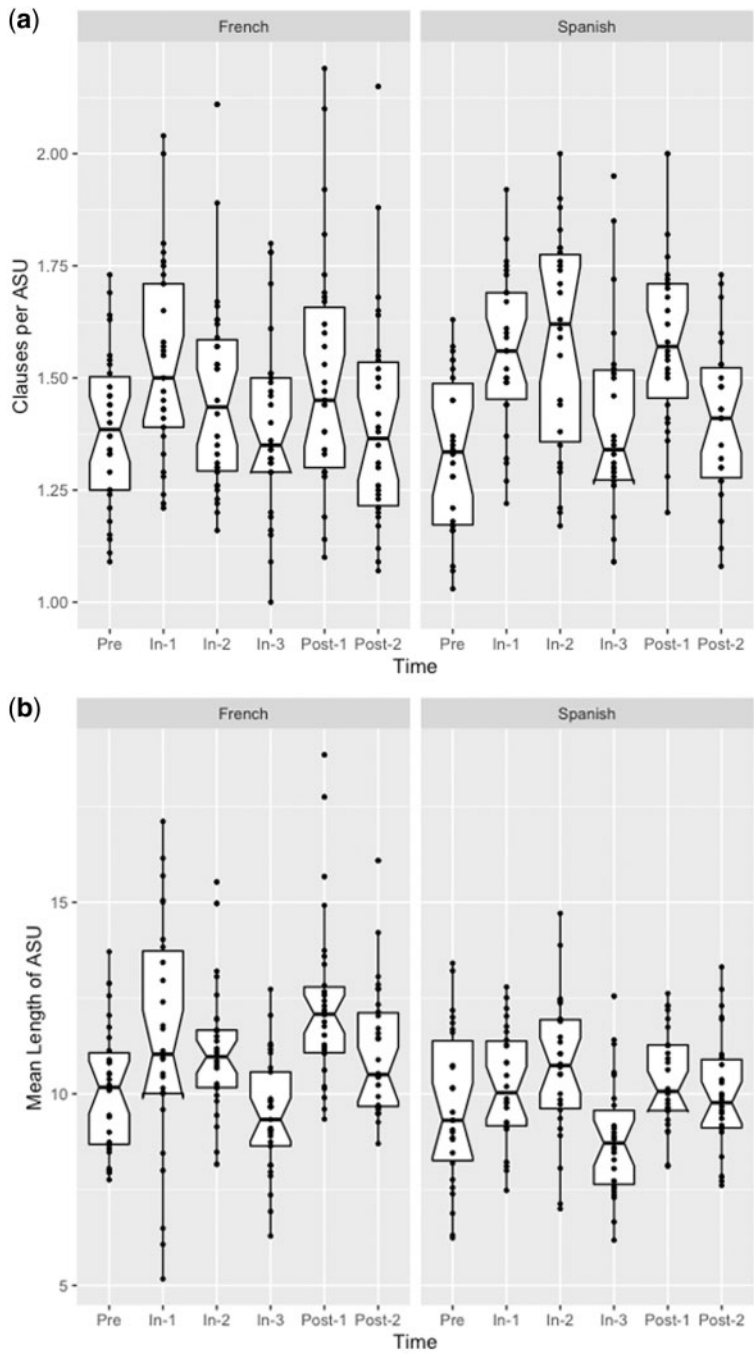 (a)
French Spanish
Clauses per ASU
2.00
1.75
1.50
1.25
1.00
Pre In-1 In-2 In-3 Post-1 Post-2 Pre In-1 In-2 In-3 Post-1 Post-2
Time
(b)
French Spanish
Mean Length of ASU
15
10
5
Pre In-1 In-2 In-3 Post-1 Post-2 Pre In-1 In-2 In-3 Post-1 Post-2
Time